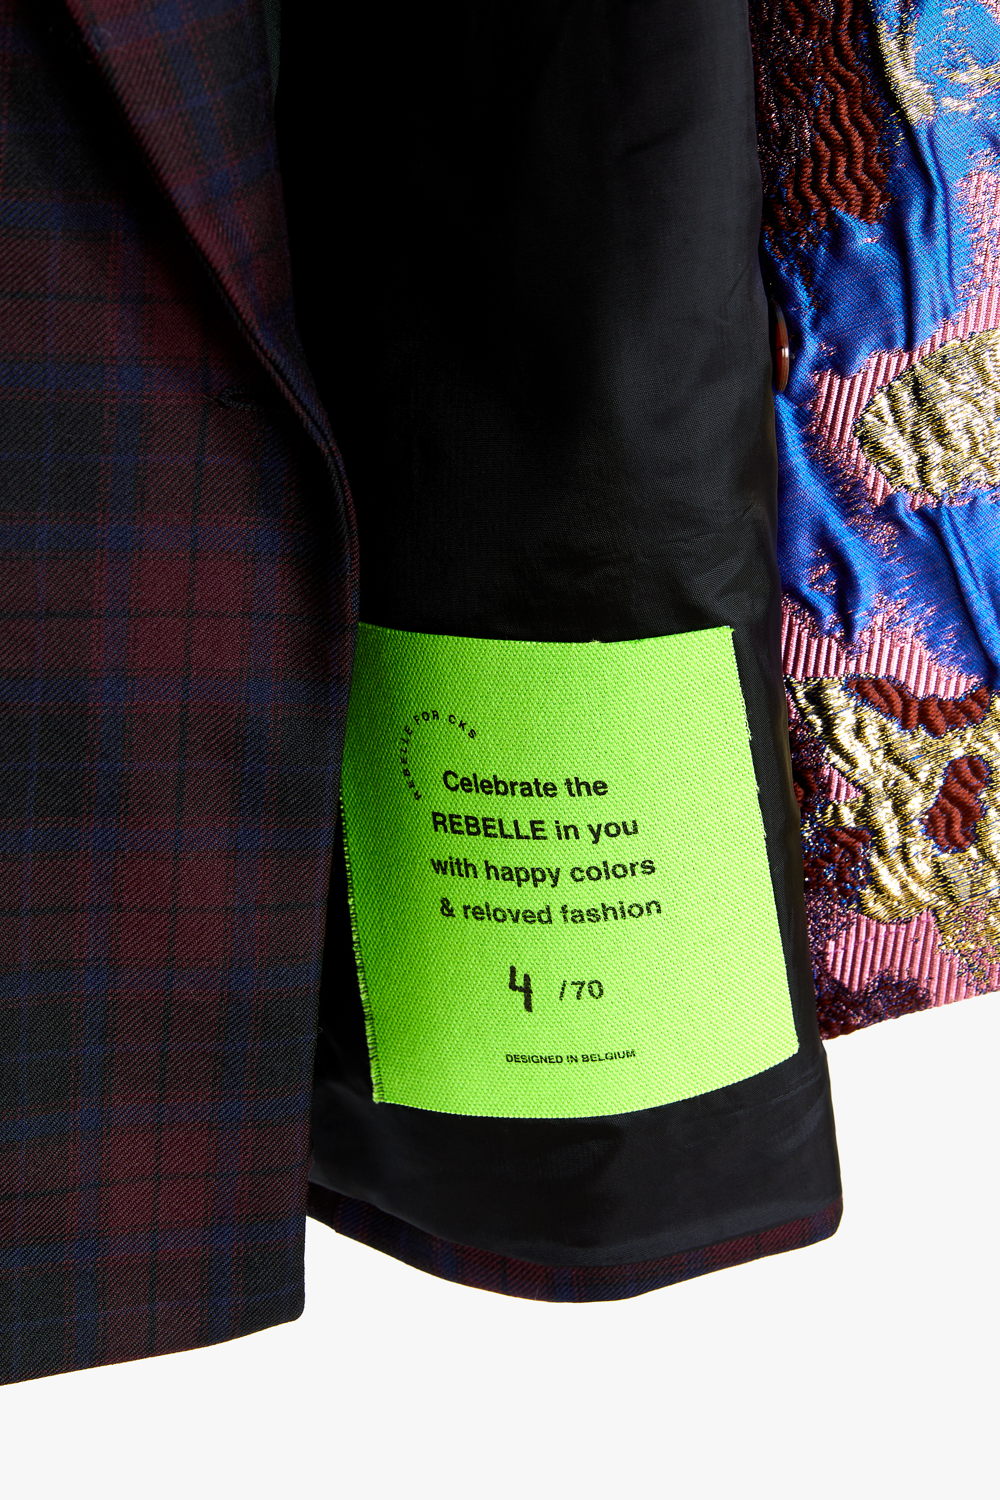 REBELLE FOR CKS
Celebrate the
REBELLE in you
with happy colors
& reloved fashion
4 /70
DESIGNED IN BELGIUM